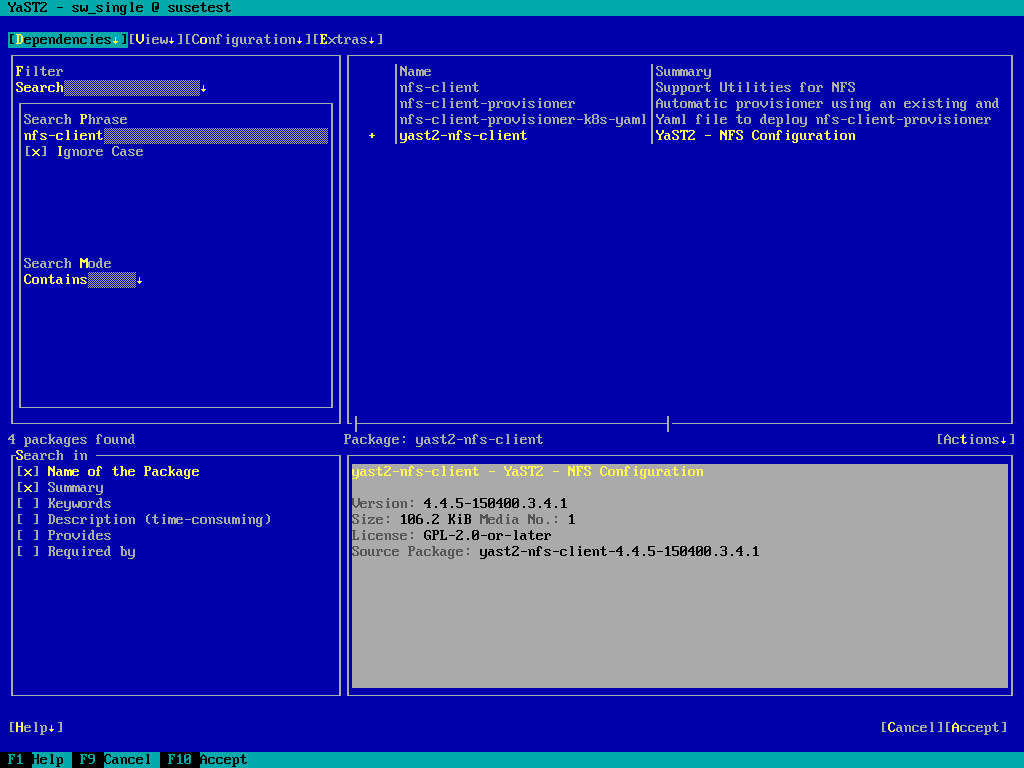 YaST2 - sw_single @ susetest
[Dependencies↓][View↓][Configuration↓][Extras↓]
Filter
Search↓
Search Phrase
nfs-client
[x] Ignore Case
Search Mode
Contains↓
Name Summary
nfs-client Support Utilities for NFS
nfs-client-provisioner Automatic provisioner using an existing and
nfs-client-provisioner-k8s-yaml Yaml file to deploy nfs-client-provisioner
+ yast2-nfs-client YaST2 - NFS Configuration
4 packages found
Package: yast2-nfs-client [Actions↓]
Search in
[x] Name of the Package
[x] Summary
[ ] Keywords
[ ] Description (time-consuming)
[ ] Provides
[ ] Required by
yast2-nfs-client - YaST2 - NFS Configuration
Version: 4.4.5-150400.3.4.1
Size: 106.2 KiB Media No.: 1
License: GPL-2.0-or-later
Source Package: yast2-nfs-client-4.4.5-150400.3.4.1
[Help↓] [Cancel][Accept]
F1 Help F9 Cancel F10 Accept